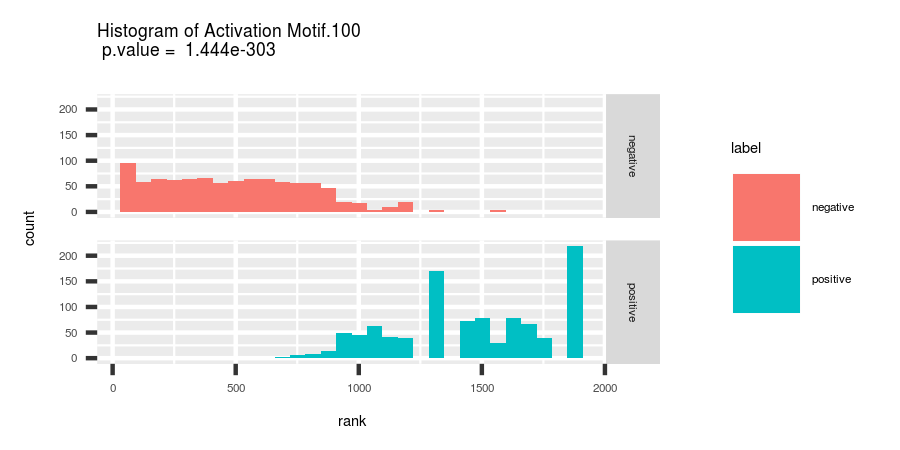 Histogram of Activation Motif.100
p.value = 1.444e-303
200
150
100
50
0
negative
200
150
100
50
0
positive
0
500
1000
1500
2000
rank
count
label
negative
positive